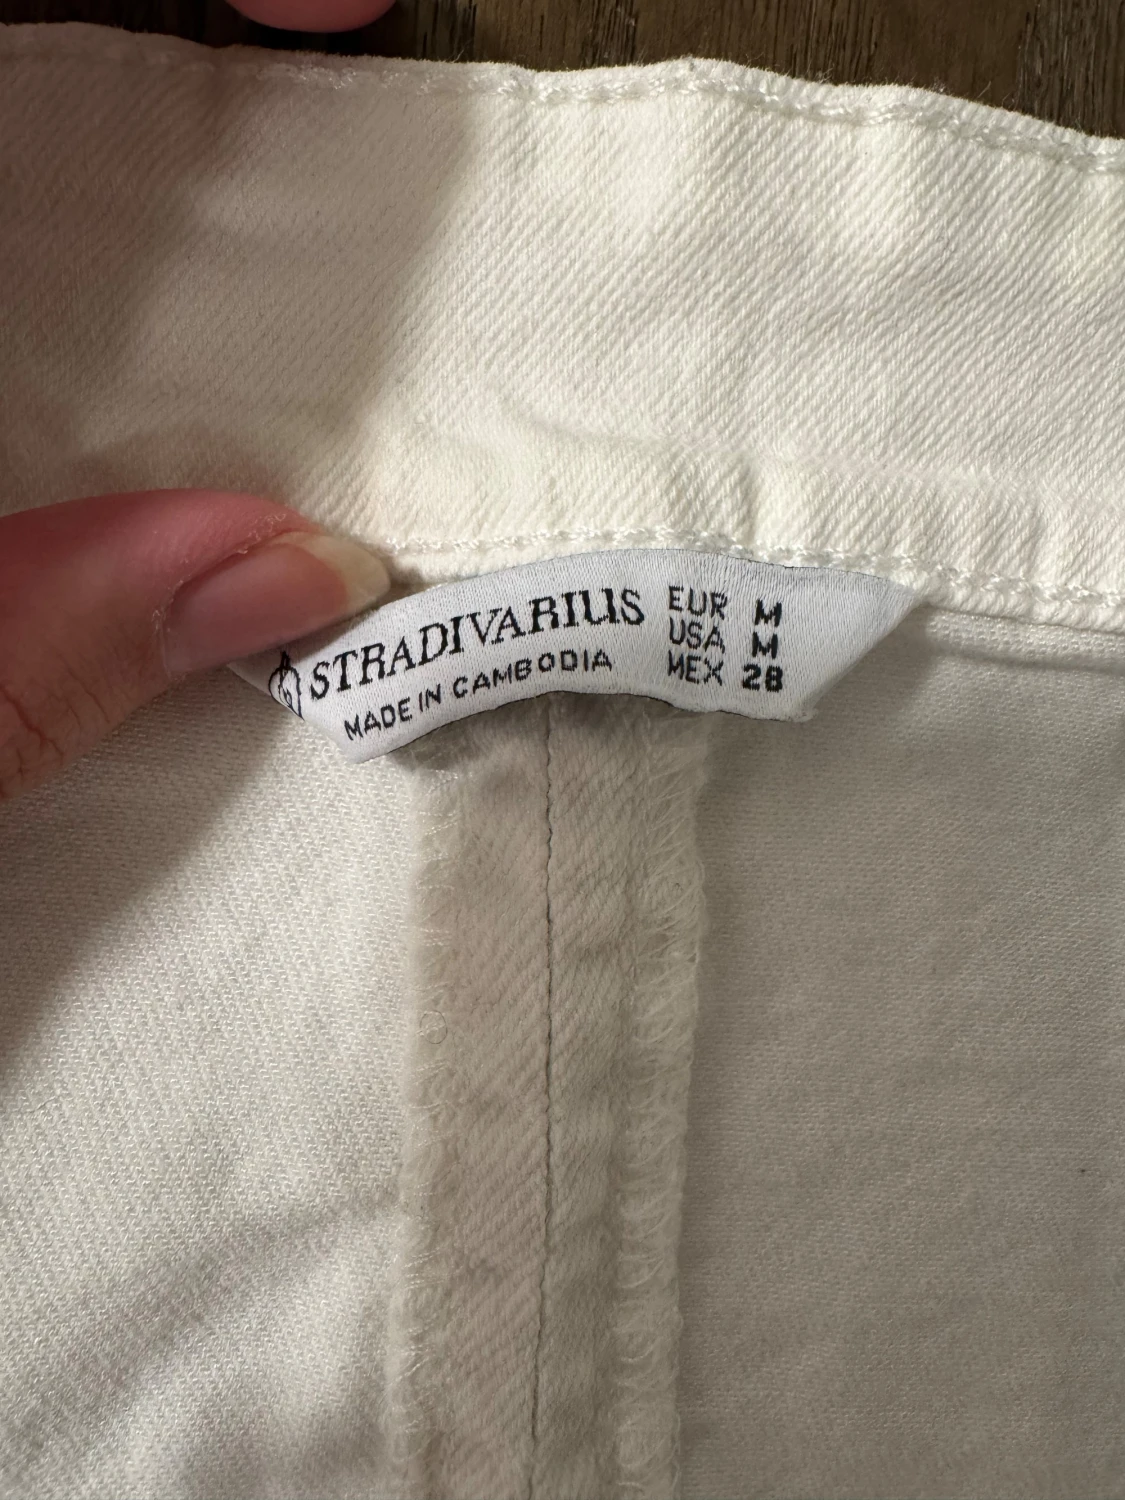 STRADIVARIUS
MADE IN CAMBODIA
EUR M
USA M
MEX 28